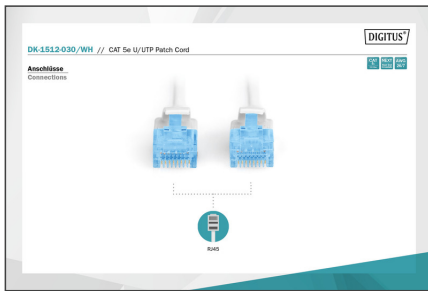 DIGITUS®
DK-1512-030/WH // CAT 5e U/UTP Patch Cord
Anschlüsse
Connections
RJ45